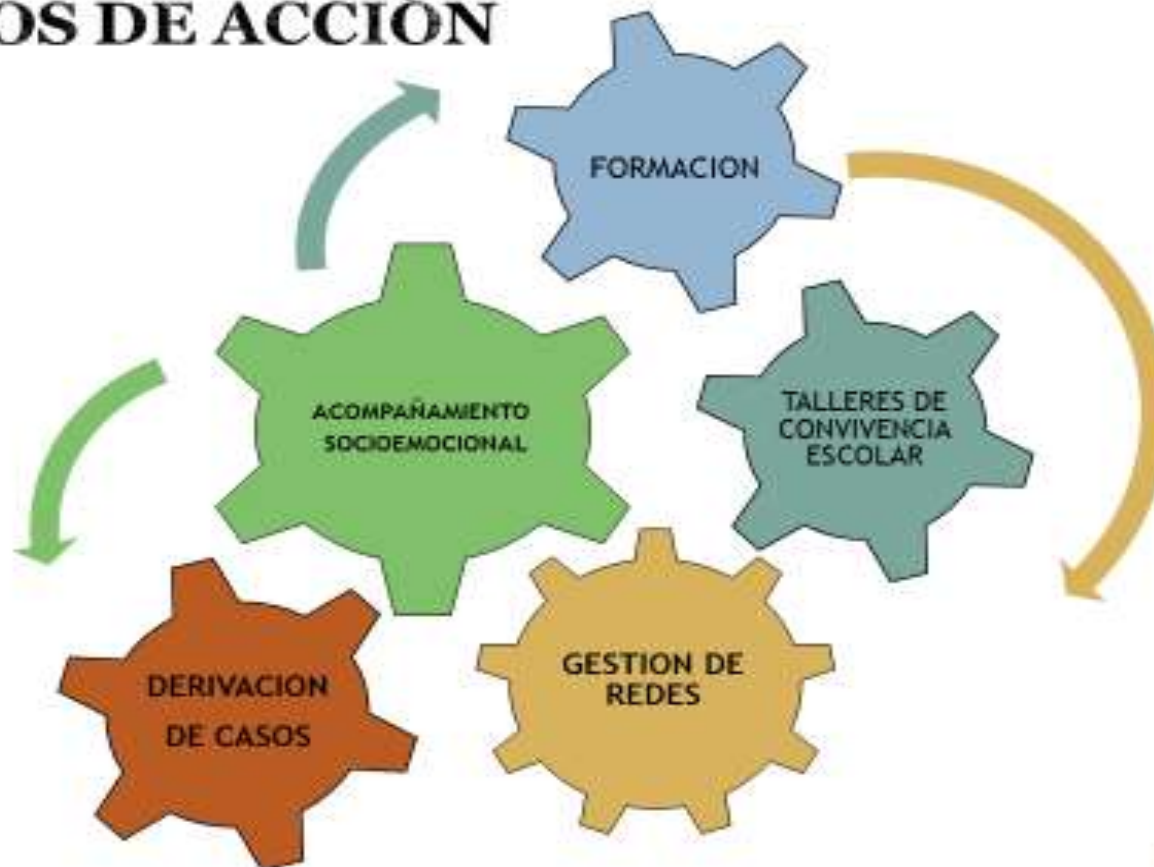 OS DE ACCION
FORMACION
ACOMPAÑAMIENTO
SOCIOEMOCIONAL
TALLERES DE
CONVIVENCIA
ESCOLAR
DERIVACION
DE CASOS
GESTION DE
REDES